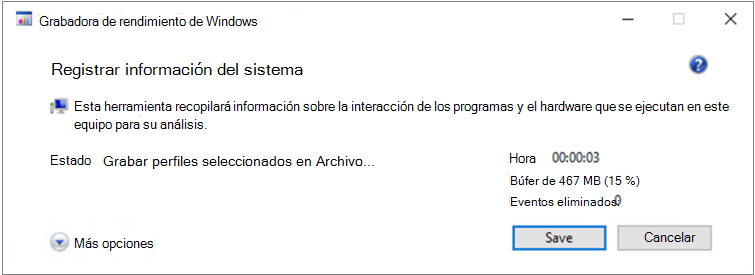 Grabadora de rendimiento de Windows
Registrar información del sistema
Esta herramienta recopilará información sobre la interacción de los programas y el hardware que se ejecutan en este
equipo para su análisis.
Estado Grabar perfiles seleccionados en Archivo...
Hora 00:00:03
Búfer de 467 MB (15 %)
Eventos eliminados: 0
Más opciones
Save
Cancelar